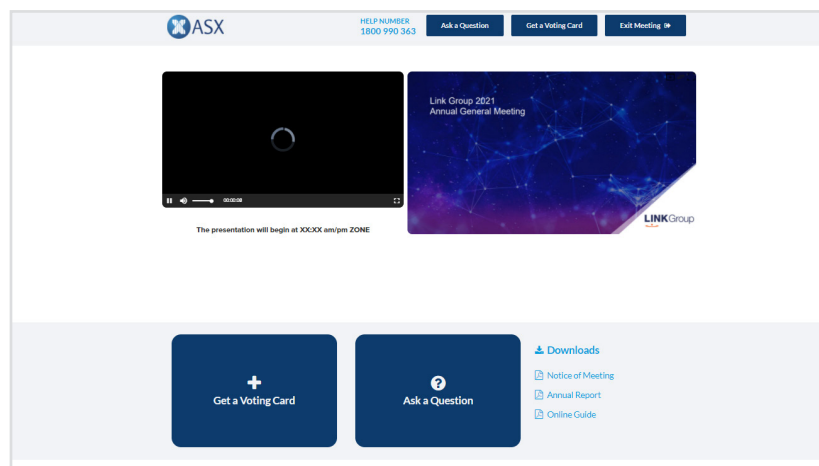 ASX
HELP NUMBER
1800 990 363
Ask a Question
Get a Voting Card
Exit Meeting
Link Group 2021
Annual General Meeting
00:00:08
LINKGroup
The presentation will begin at XX:XX am/pm ZONE
Get a Voting Card
Ask a Question
Downloads
Notice of Meeting
Annual Report
Online Guide